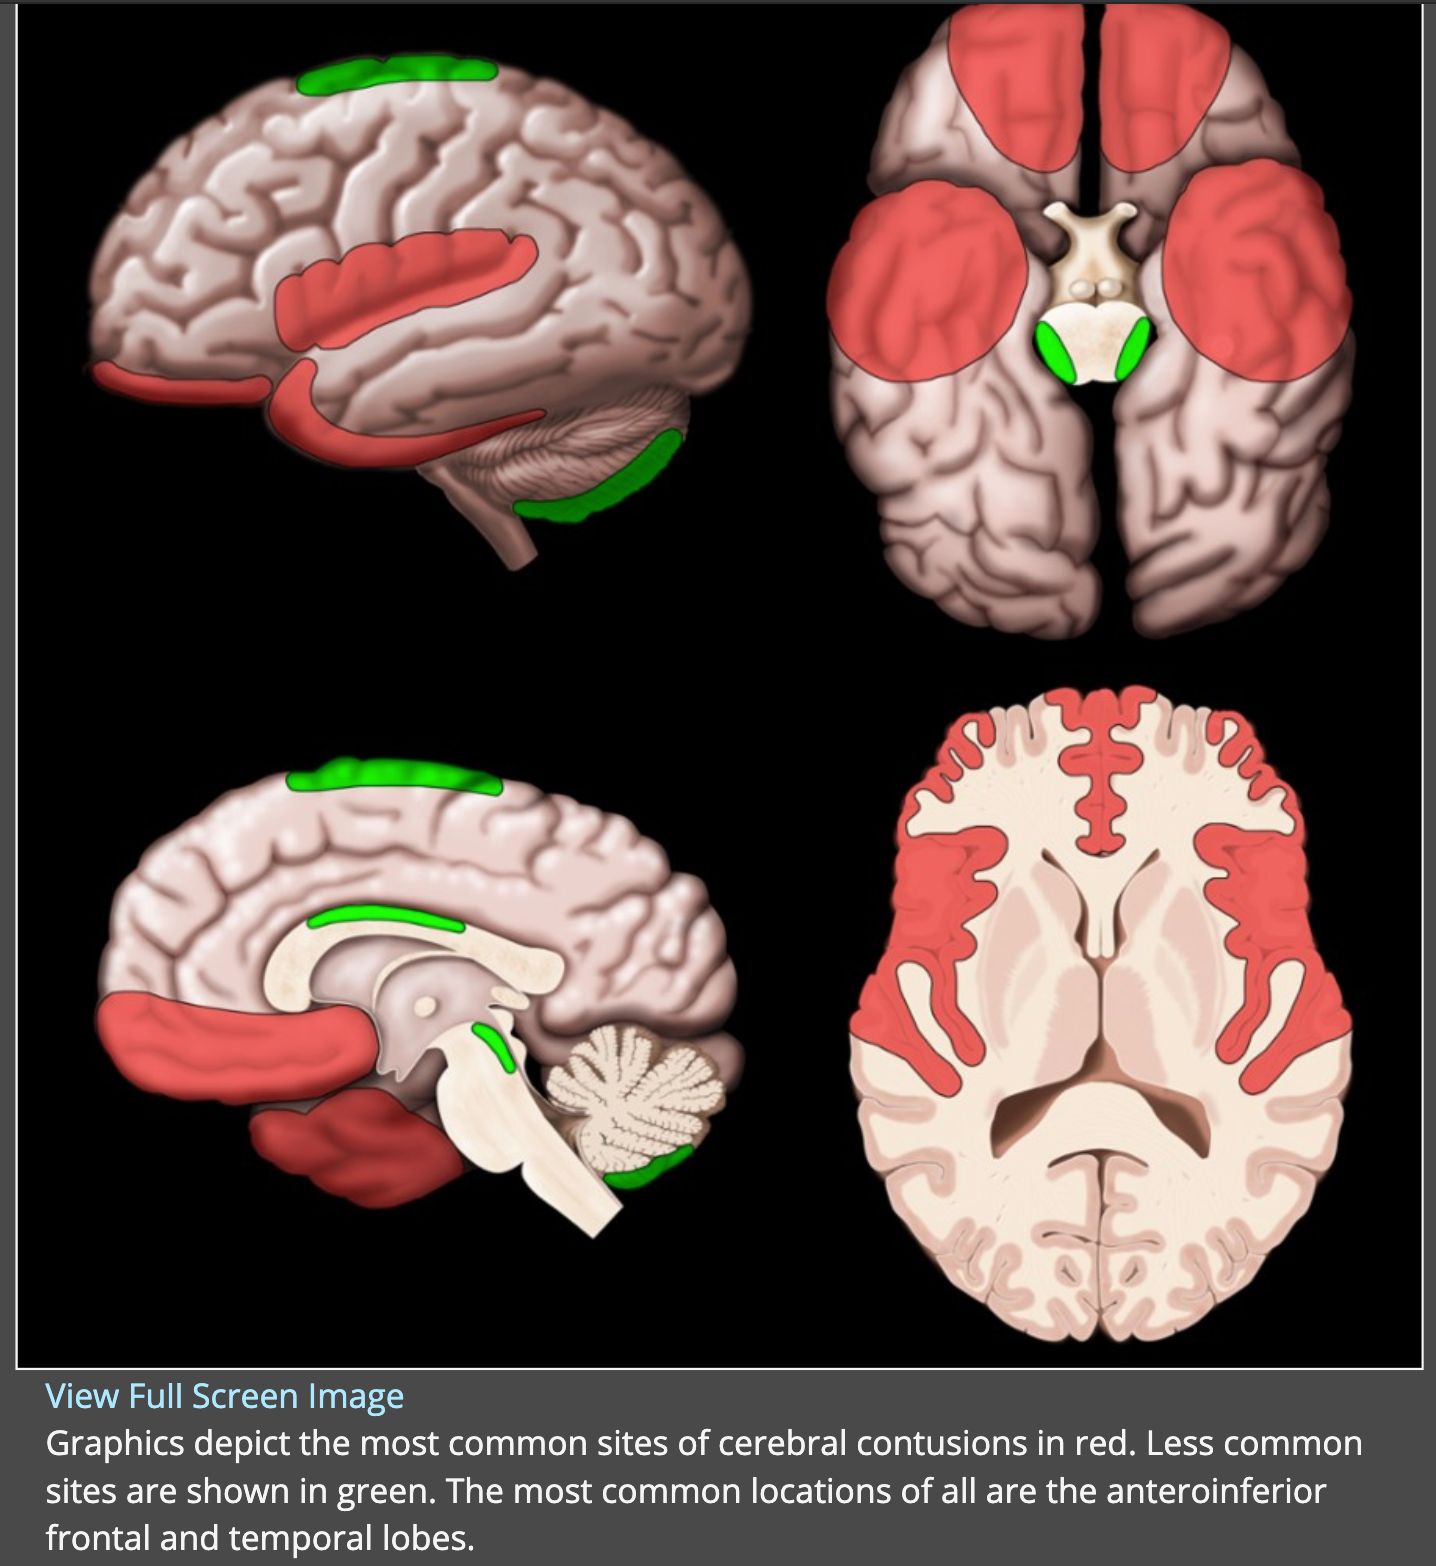 View Full Screen Image
Graphics depict the most common sites of cerebral contusions in red. Less common
sites are shown in green. The most common locations of all are the anteroinferior
frontal and temporal lobes.